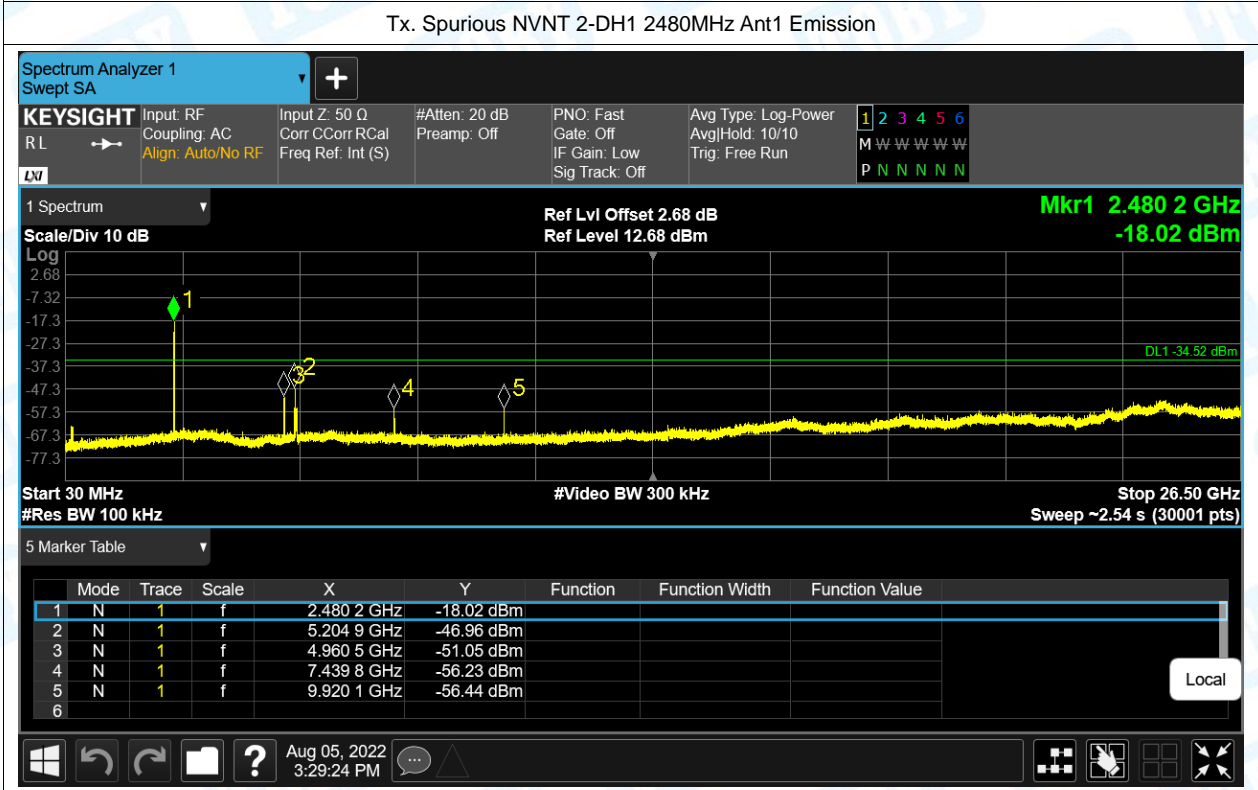 Tx. Spurious NVNT 2-DH1 2480MHz Ant1 Emission
Spectrum Analyzer 1
Swept SA
KEYSIGHT Input: RF Input Z: 50 Ω #Atten: 20 dB PNO: Fast Avg Type: Log-Power 1 2 3 4 5 6
R L Coupling: AC Corr CCorr RCal Preamp: Off Gate: Off Avg|Hold: 10/10 M W W W W W
Align: Auto/No RF Freq Ref: Int (S) IF Gain: Low Trig: Free Run
LXI Sig Track: Off P N N N N N
1 Spectrum Ref Lvl Offset 2.68 dB Mkr1 2.480 2 GHz
Scale/Div 10 dB Ref Level 12.68 dBm -18.02 dBm
Log
2.68
-7.32 1
-17.3
-27.3 DL1 -34.52 dBm
-37.3 2
3
-47.3 4 5
-57.3
-67.3
-77.3
Start 30 MHz #Video BW 300 kHz Stop 26.50 GHz
#Res BW 100 kHz Sweep ~2.54 s (30001 pts)
5 Marker Table
Mode Trace Scale X Y Function Function Width Function Value
1 N 1 f 2.480 2 GHz -18.02 dBm
2 N 1 f 5.204 9 GHz -46.96 dBm
3 N 1 f 4.960 5 GHz -51.05 dBm
4 N 1 f 7.439 8 GHz -56.23 dBm
5 N 1 f 9.920 1 GHz -56.44 dBm
6
Local
? Aug 05, 2022
3:29:24 PM